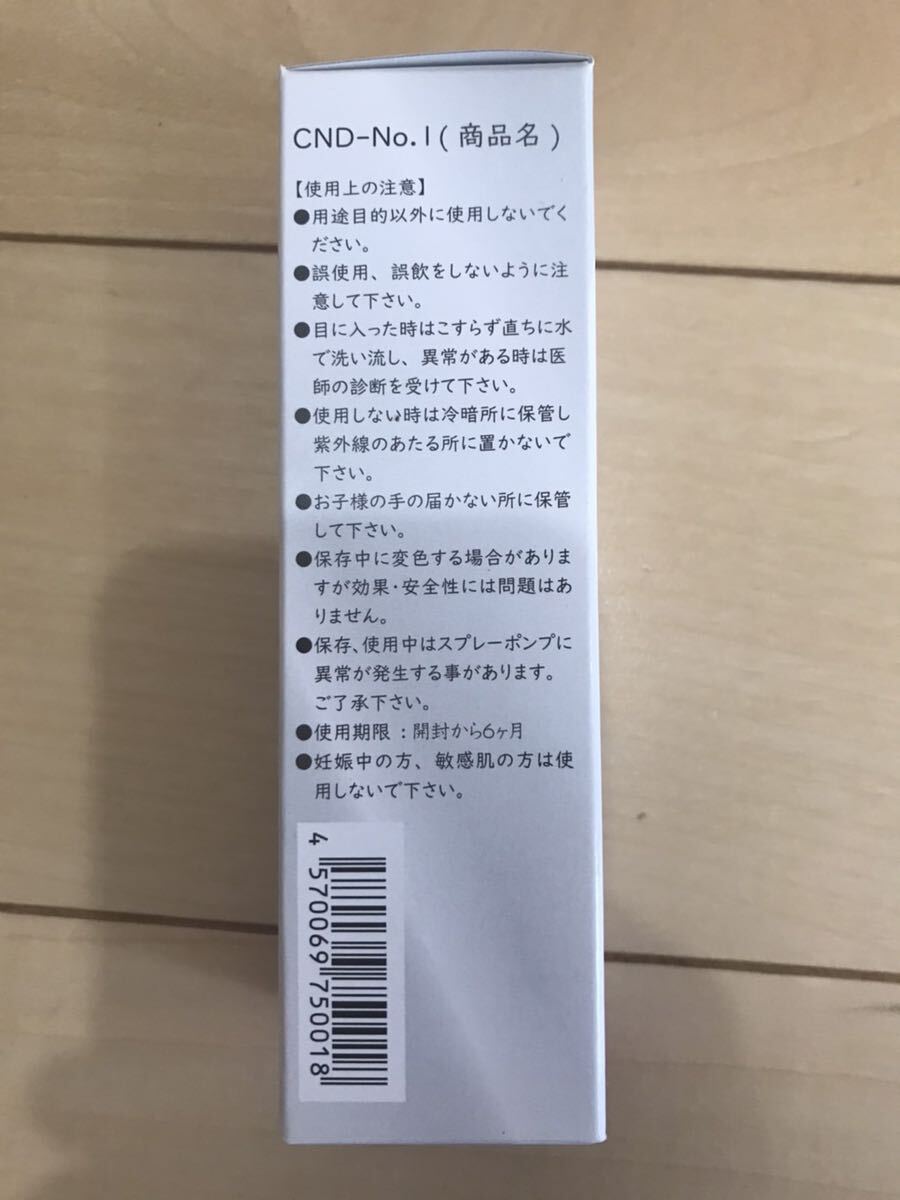 CND-No.1(商品名)
【使用上の注意】
●用途目的以外に使用しないでく
ださい。
●誤使用、誤飲をしないように注
意して下さい。
●目に入った時はこすらず直ちに水
で洗い流し、異常がある時は医
師の診断を受けて下さい。
●使用しない時は冷暗所に保管し
紫外線のあたる所に置かないで
下さい。
●お子様の手の届かない所に保管
して下さい。
●保存中に変色する場合がありま
すが効果・安全性には問題はあ
りません。
●保存、使用中はスプレーポンプに
異常が発生する事があります。
ご了承下さい。
●使用期限:開封から6ヶ月
●妊娠中の方、敏感肌の方は使
用しないで下さい。
4 570069 750018